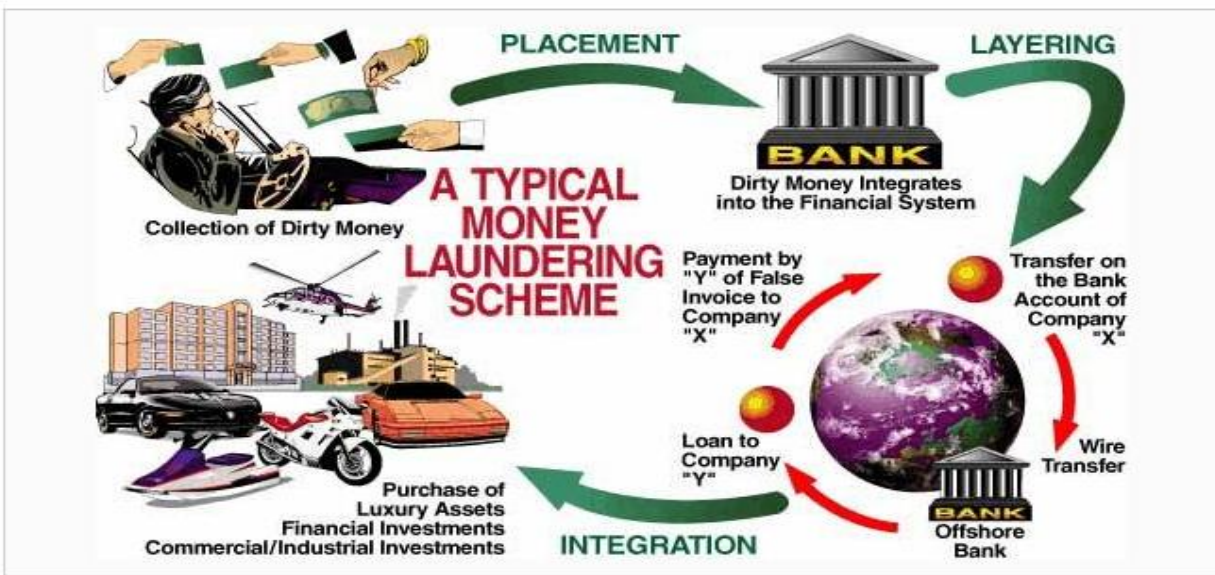 PLACEMENT
LAYERING
BANK
Dirty Money Integrates
into the Financial System
Collection of Dirty Money
A TYPICAL
MONEY
LAUNDERING
SCHEME
Payment by
"Y" of False
Invoice to
Company
"X"
Transfer on
the Bank
Account of
Company
"X"
Loan to
Company
"Y"
Wire
Transfer
BANK
Offshore
Bank
Purchase of
Luxury Assets
Financial Investments
Commercial/Industrial Investments
INTEGRATION